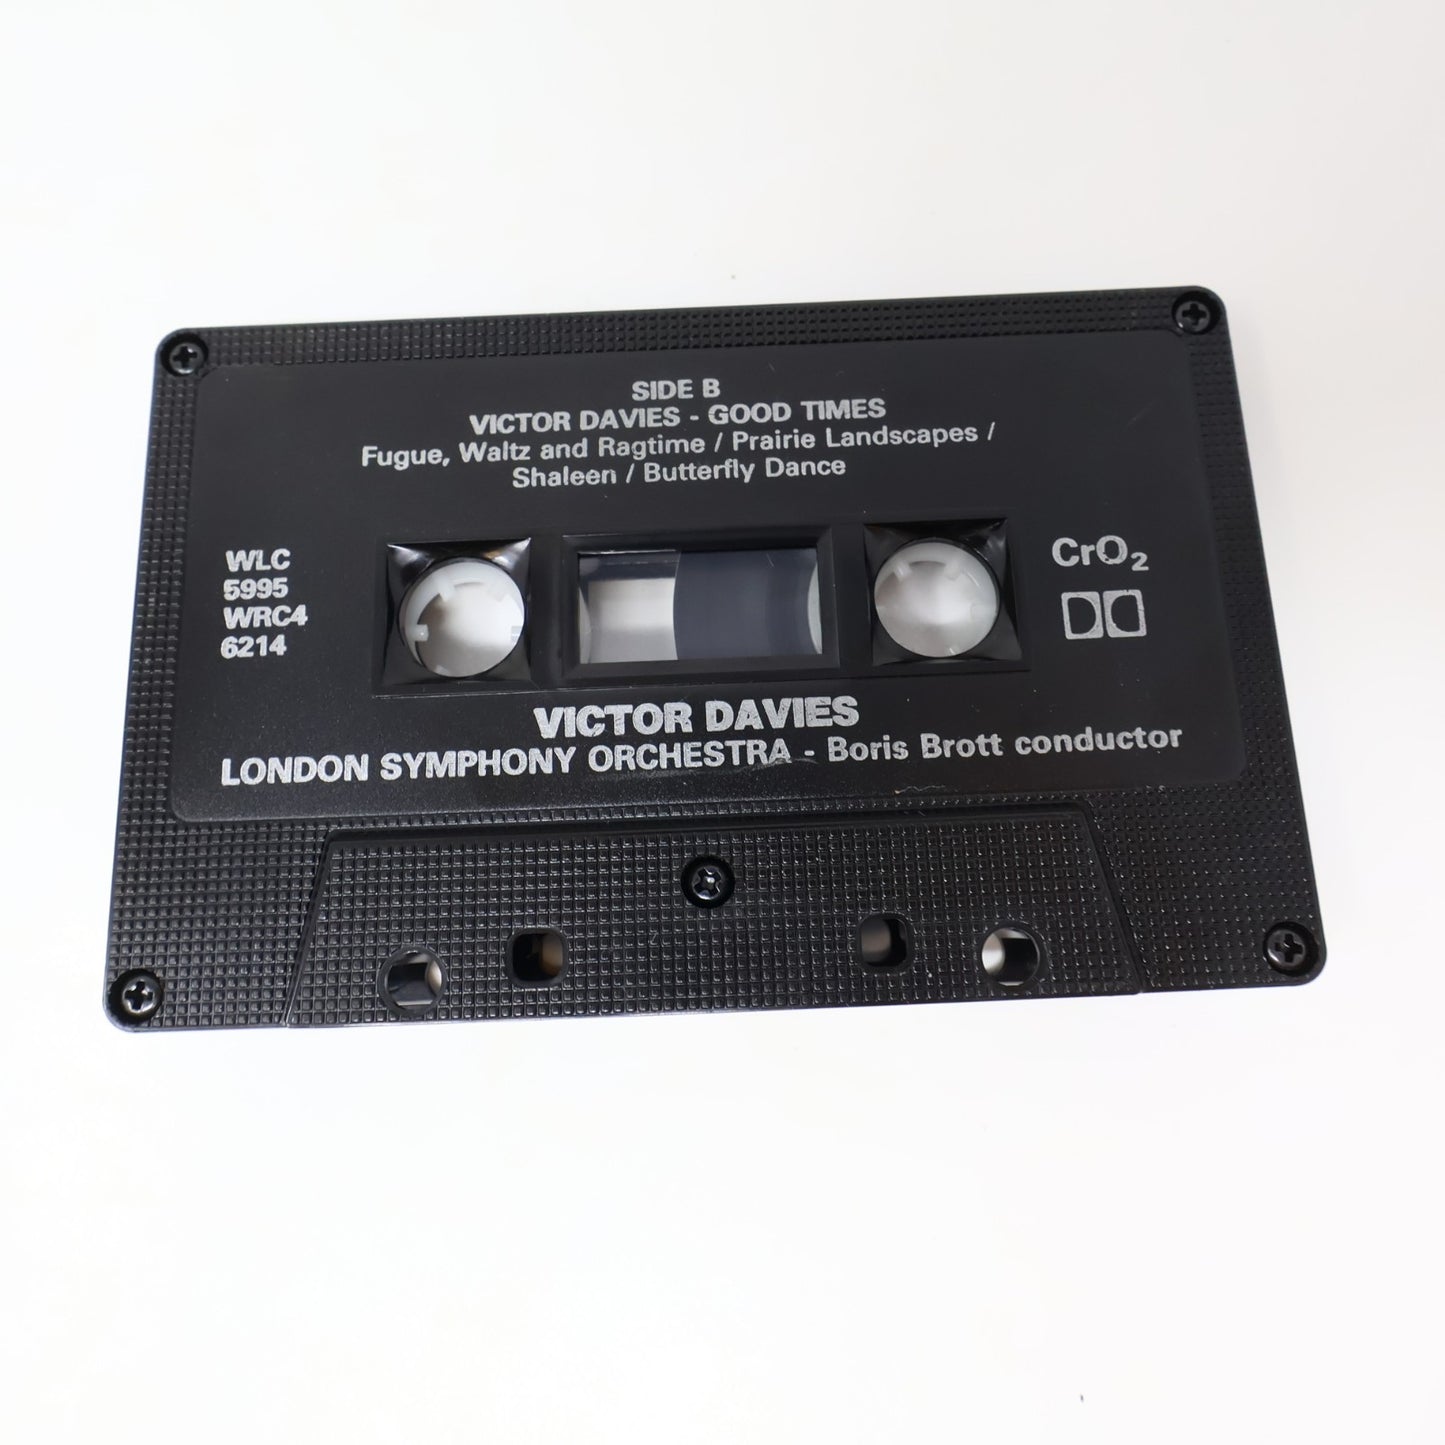 SIDE B
VICTOR DAVIES - GOOD TIMES
Fugue, Waltz and Ragtime / Prairie Landscapes /
Shaleen / Butterfly Dance
WLC
5995
WRC4
6214
CrO₂
VICTOR DAVIES
LONDON SYMPHONY ORCHESTRA - Boris Brott conductor